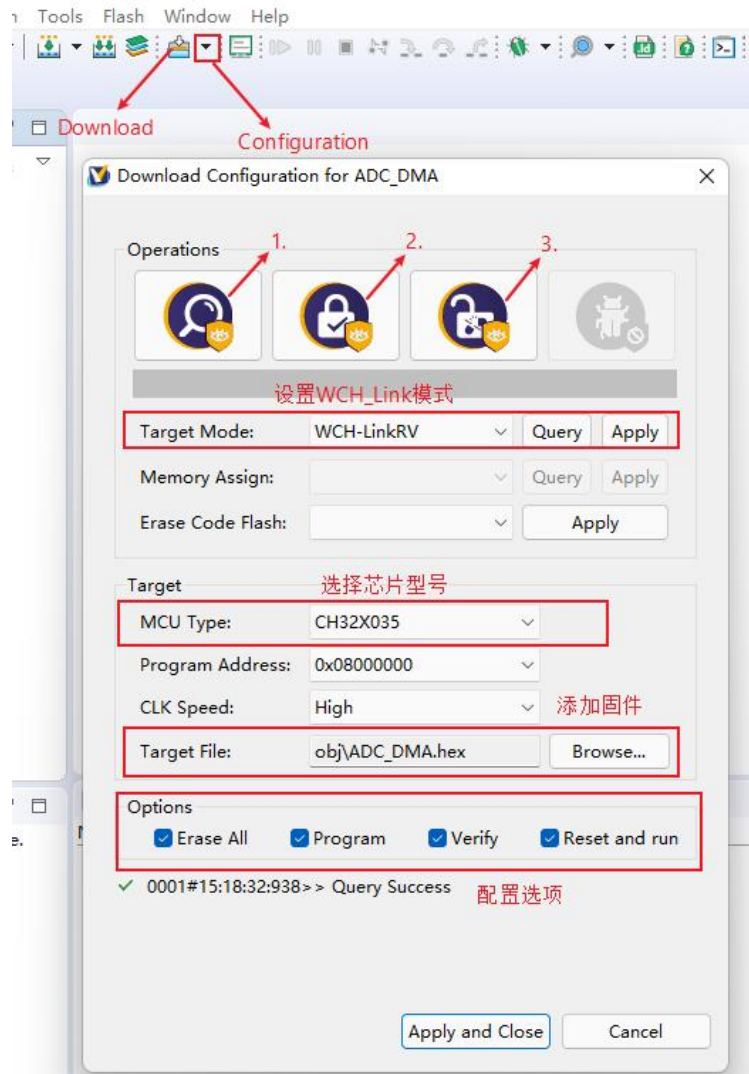 Tools Flash Window Help
Download
Configuration
Download Configuration for ADC_DMA
Operations
1.
2.
3.
设置WCH_Link模式
Target Mode: WCH-LinkRV Query Apply
Memory Assign: Query Apply
Erase Code Flash: Apply
Target
选择芯片型号
MCU Type: CH32X035
Program Address: 0x08000000
CLK Speed: High
添加固件
Target File: obj\ADC_DMA.hex Browse...
Options
Erase All Program Verify Reset and run
0001#15:18:32:938>> Query Success
配置选项
Apply and Close Cancel